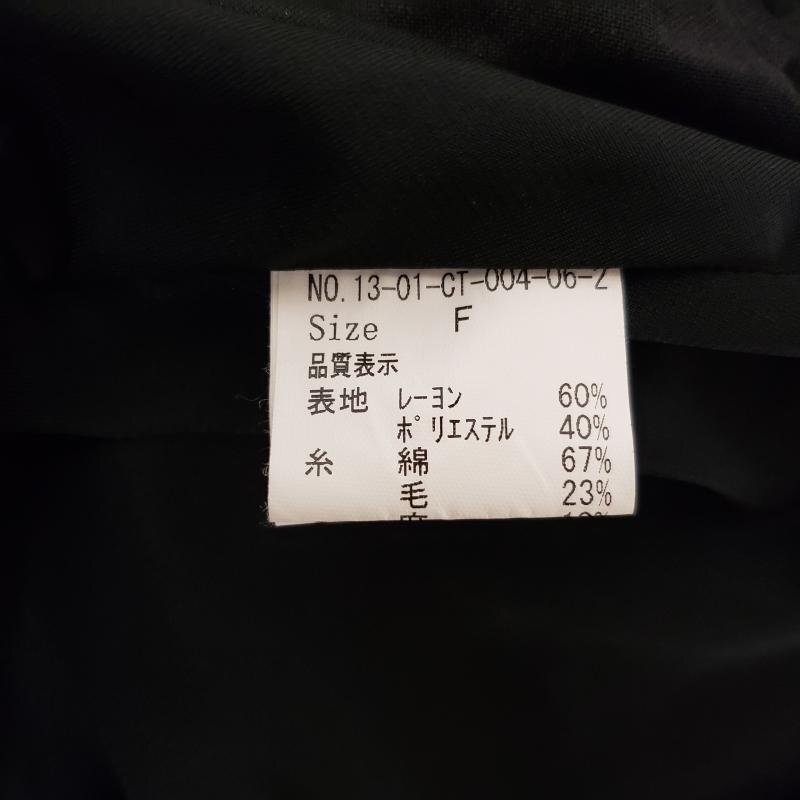 NO.13-01-CT-004-06-2
Size F
品質表示
表地 レーヨン 60%
ポリエステル 40%
糸 綿 67%
毛 23%